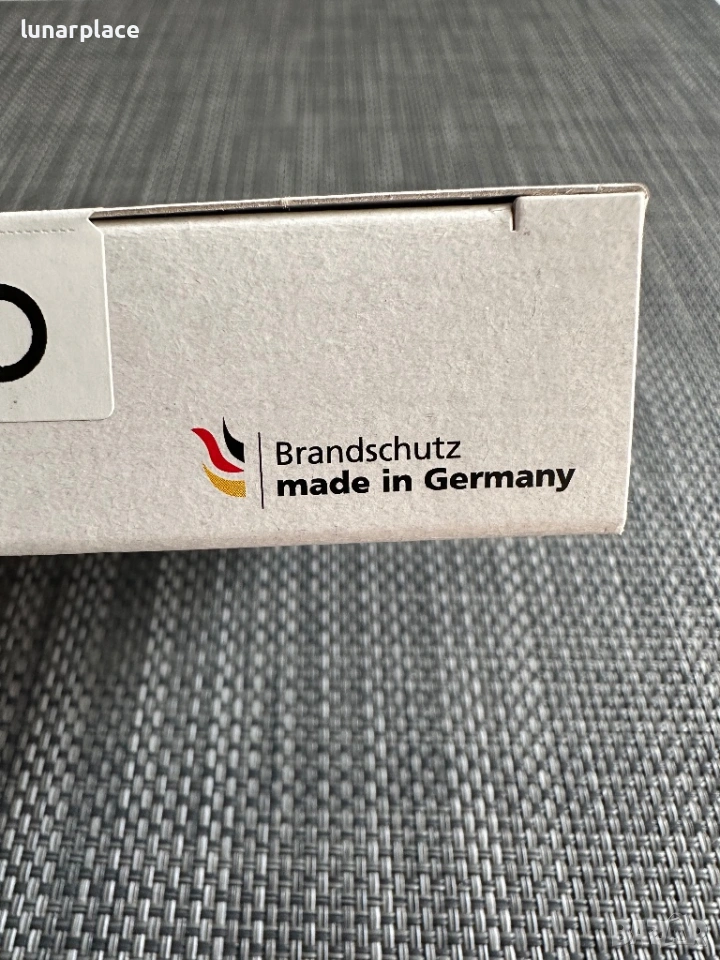 lunarplace
O
Brandschutz
made in Germany